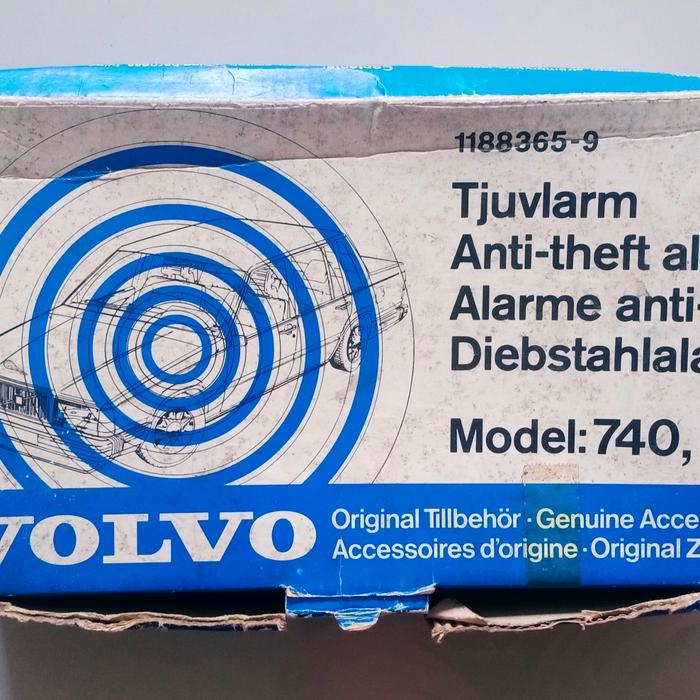 1188365-9
Tjuvlarm
Anti-theft al
Alarme anti-
Diebstahlala
Model: 740,
VOLVO
Original Tillbehör · Genuine Acce
Accessoires d'origine · Original Z